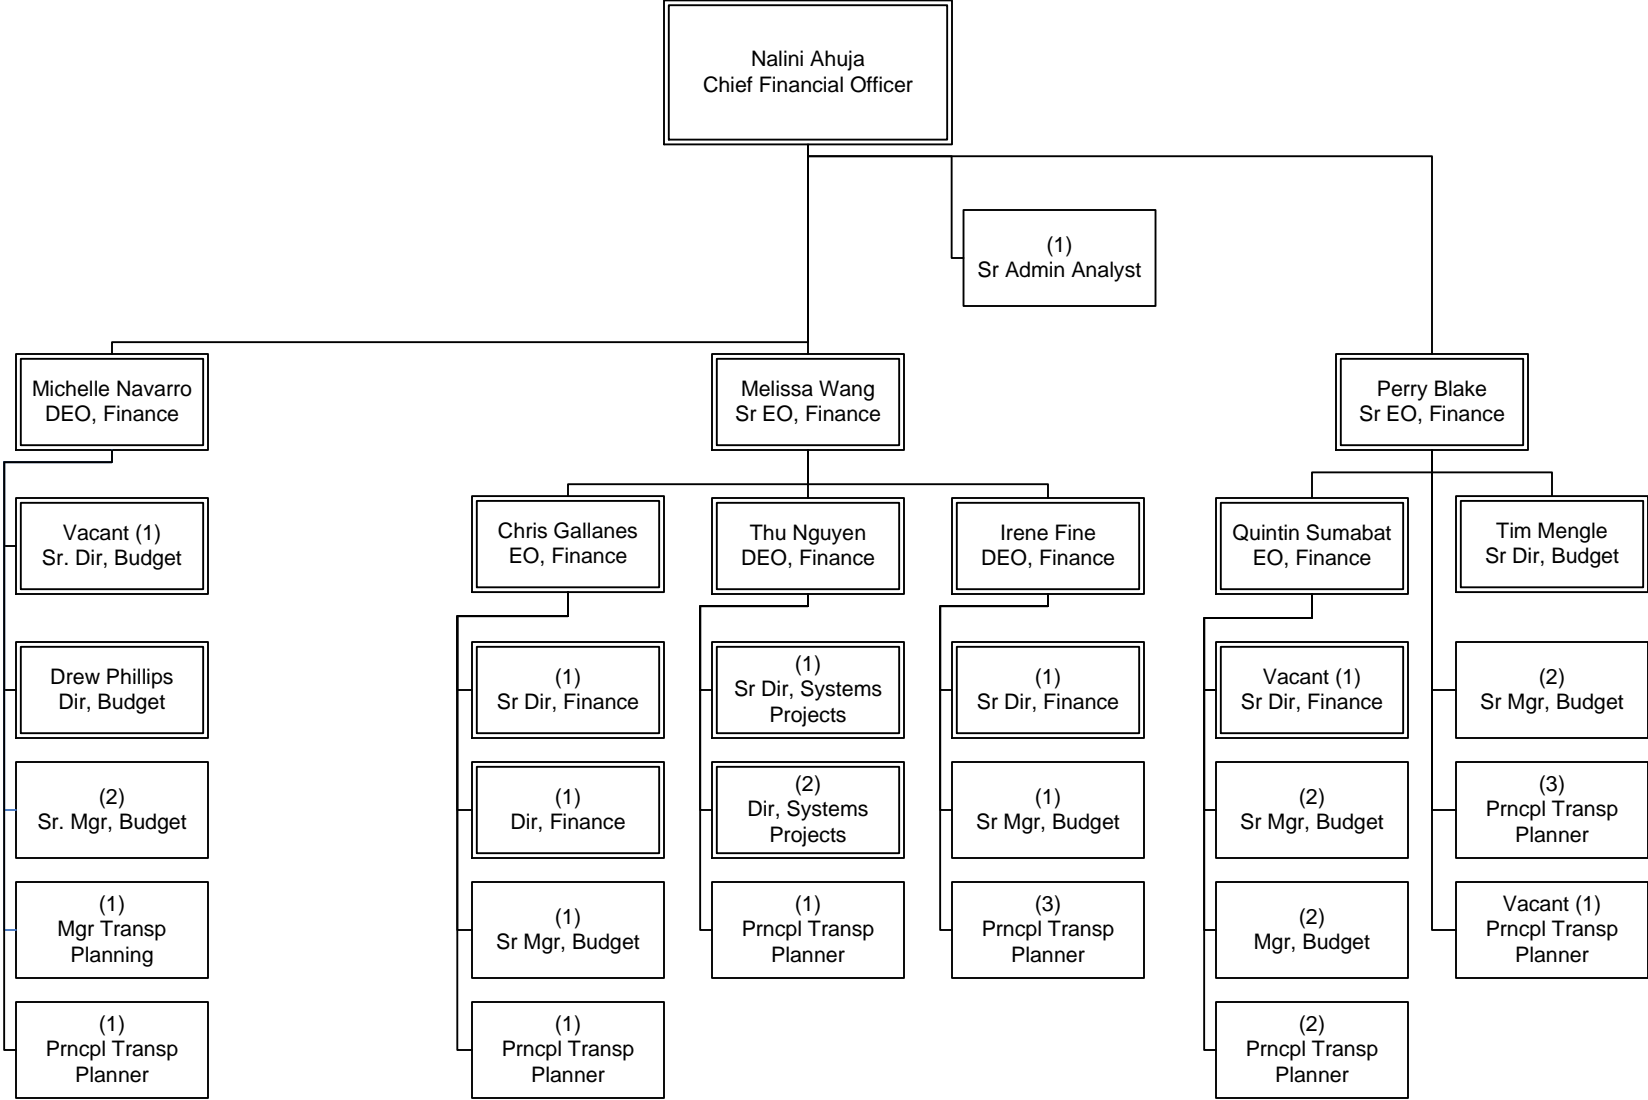 Nalini Ahuja
Chief Financial Officer
(1)
Sr Admin Analyst
Michelle Navarro
DEO, Finance
Melissa Wang
Sr EO, Finance
Perry Blake
Sr EO, Finance
Vacant (1)
Sr. Dir, Budget
Drew Phillips
Dir, Budget
(2)
Sr. Mgr, Budget
(1)
Mgr Transp
Planning
(1)
Prncpl Transp
Planner
Chris Gallanes
EO, Finance
(1)
Sr Dir, Finance
(1)
Dir, Finance
(1)
Sr Mgr, Budget
(1)
Prncpl Transp
Planner
Thu Nguyen
DEO, Finance
(1)
Sr Dir, Systems
Projects
(2)
Dir, Systems
Projects
(1)
Prncpl Transp
Planner
Irene Fine
DEO, Finance
(1)
Sr Dir, Finance
(1)
Sr Mgr, Budget
(3)
Prncpl Transp
Planner
Quintin Sumabat
EO, Finance
Vacant (1)
Sr Dir, Finance
(2)
Sr Mgr, Budget
(2)
Mgr, Budget
(2)
Prncpl Transp
Planner
Tim Mengle
Sr Dir, Budget
(2)
Sr Mgr, Budget
(3)
Prncpl Transp
Planner
Vacant (1)
Prncpl Transp
Planner